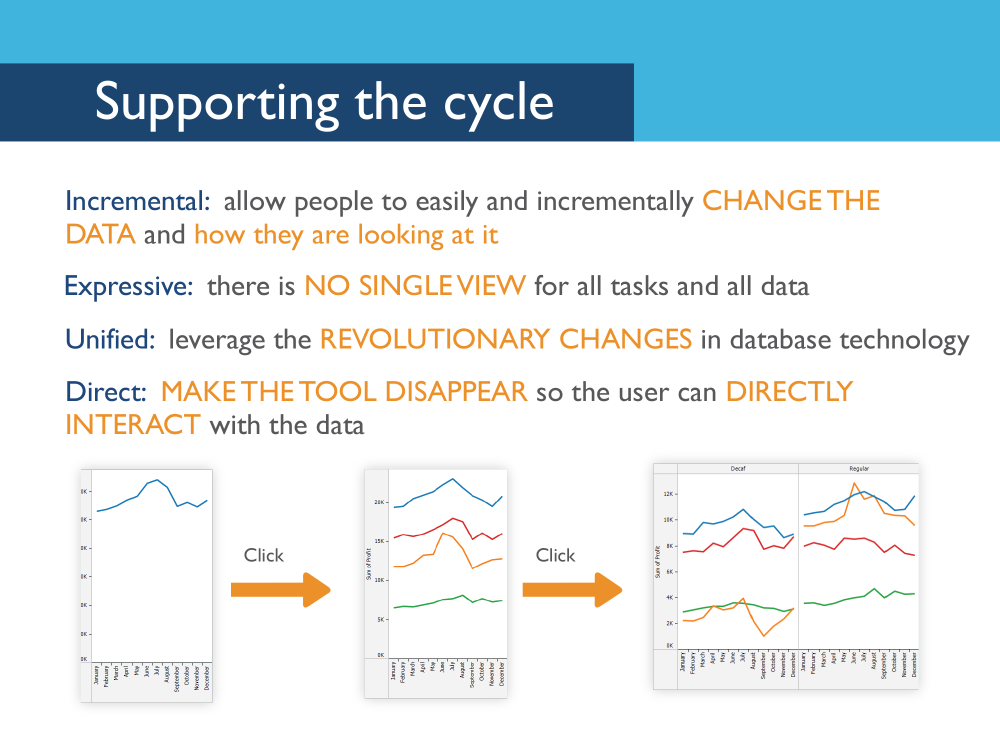 Supporting the cycle
Incremental: allow people to easily and incrementally CHANGE THE
DATA and how they are looking at it
Expressive: there is NO SINGLE VIEW for all tasks and all data
Unified: leverage the REVOLUTIONARY CHANGES in database technology
Direct: MAKE THE TOOL DISAPPEAR so the user can DIRECTLY
INTERACT with the data
0K
0K
0K
0K
0K
0K
0K
January
February
March
April
May
June
July
August
September
October
November
December
Click
Sum of Profit
20K
15K
10K
5K
0K
January
February
March
April
May
June
July
August
September
October
November
December
Click
Decaf
Regular
Sum of Profit
12K
10K
8K
6K
4K
2K
0K
January
February
March
April
May
June
July
August
September
October
November
December
January
February
March
April
May
June
July
August
September
October
November
December